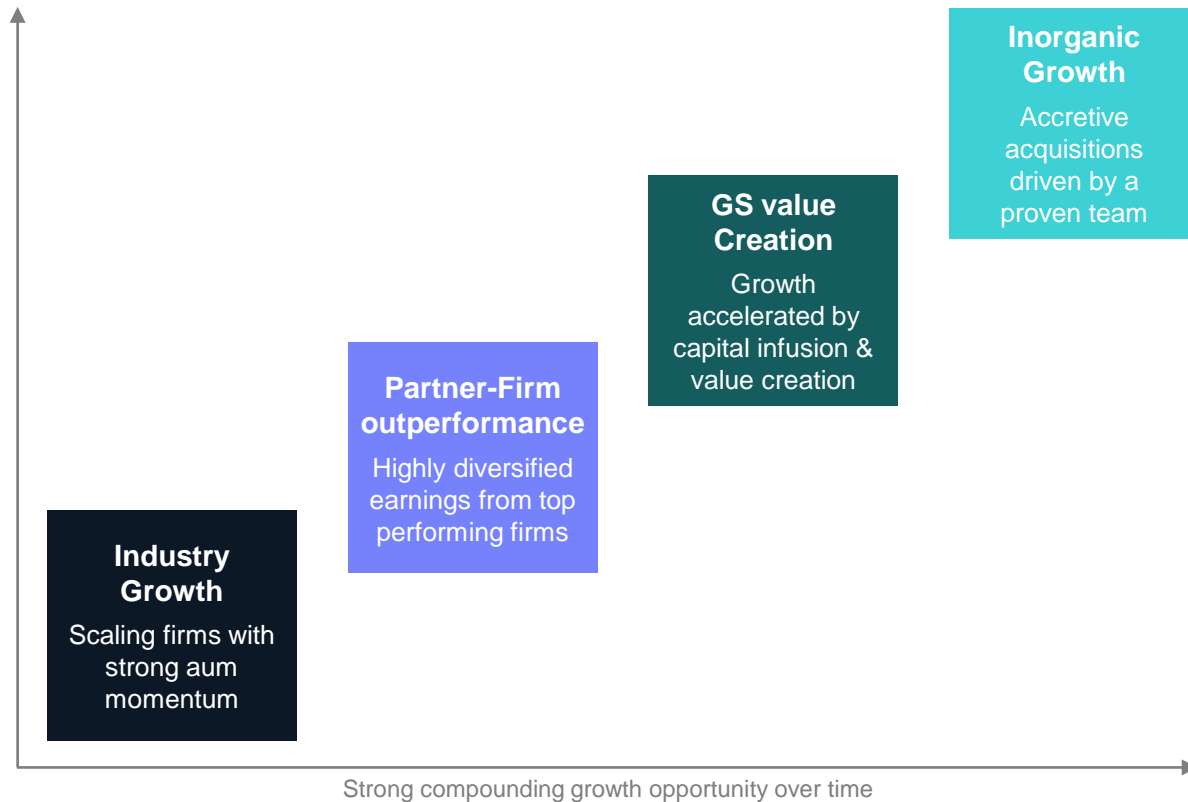 Inorganic
Growth
Accretive
acquisitions
driven by a
proven team
GS value
Creation
Growth
accelerated by
capital infusion &
value creation
Partner-Firm
outperformance
Highly diversified
earnings from top
performing firms
Industry
Growth
Scaling firms with
strong aum
momentum
Strong compounding growth opportunity over time